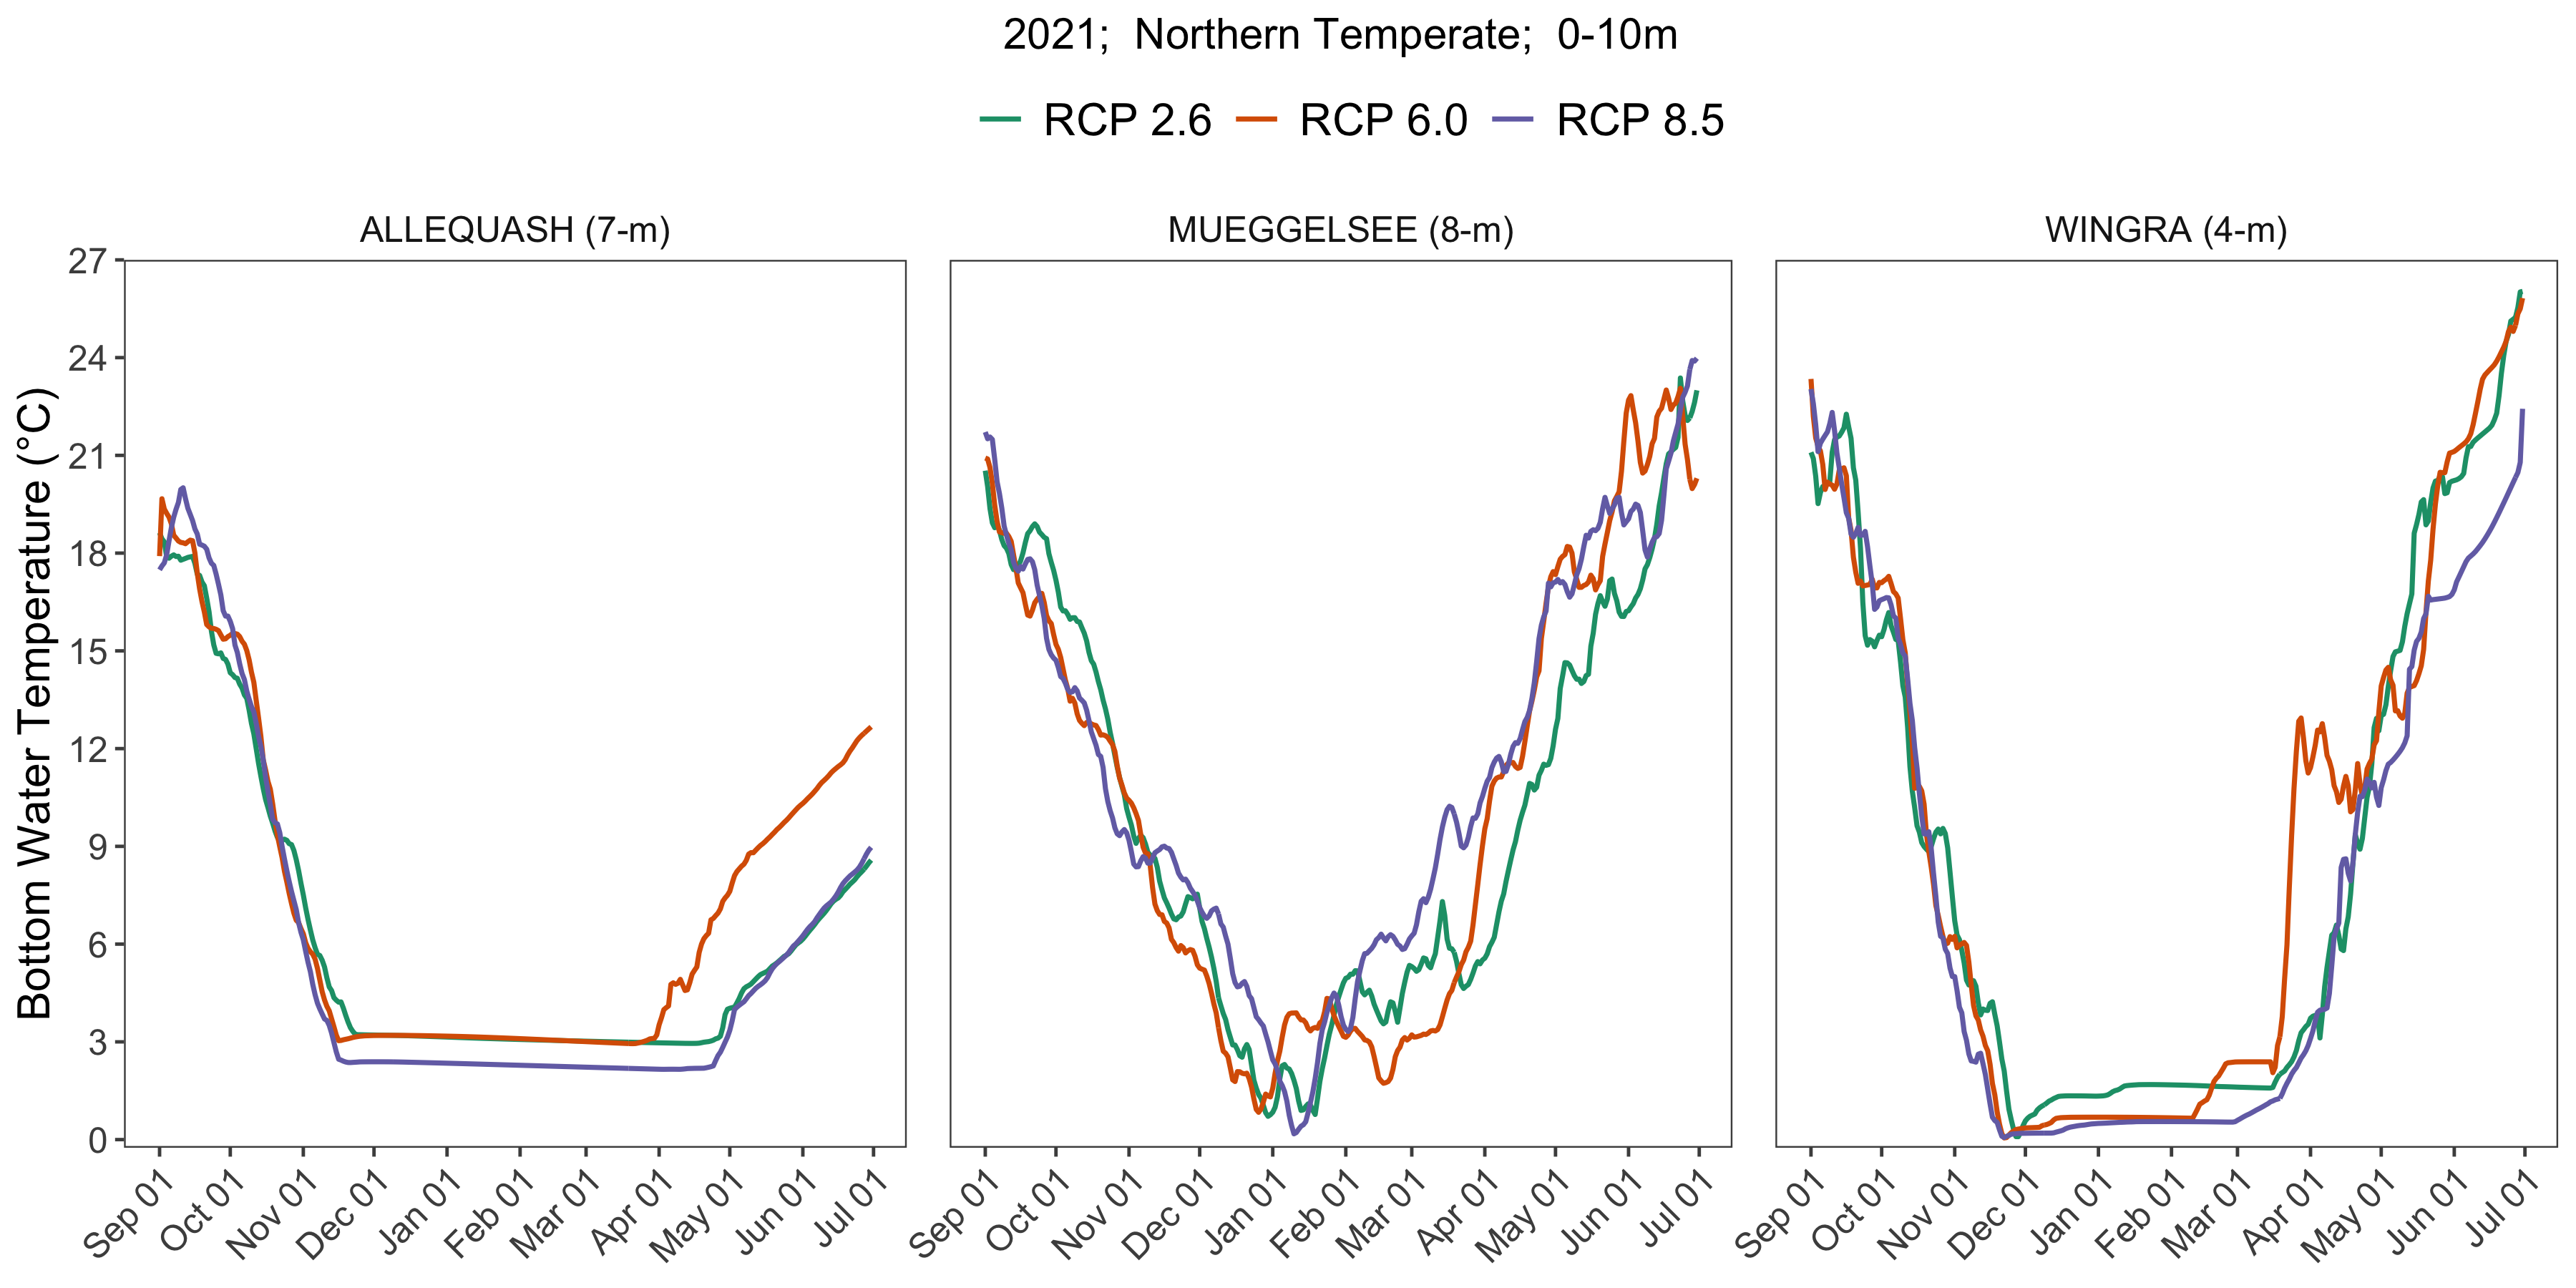 2021;  Northern Temperate;  0-10m
RCP 2.6 RCP 6.0 RCP 8.5
ALLEQUASH (7-m) MUEGGELSEE (8-m) WINGRA (4-m)
Bottom Water Temperature (°C)
27
24
21
18
15
12
9
6
3
0
Sep 01 Oct 01 Nov 01 Dec 01 Jan 01 Feb 01 Mar 01 Apr 01 May 01 Jun 01 Jul 01 Sep 01 Oct 01 Nov 01 Dec 01 Jan 01 Feb 01 Mar 01 Apr 01 May 01 Jun 01 Jul 01 Sep 01 Oct 01 Nov 01 Dec 01 Jan 01 Feb 01 Mar 01 Apr 01 May 01 Jun 01 Jul 01